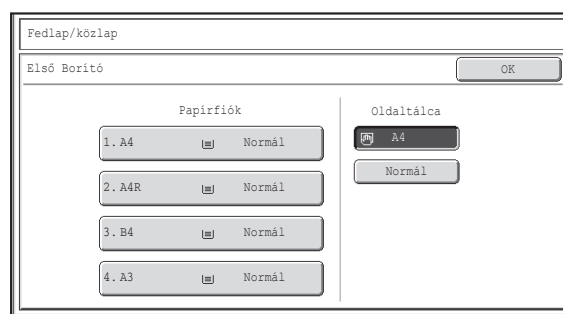 Fedlap/közlap
Első Borító
OK
Papírfiók
Oldaltálca
1. A4 Normál
A4
Normál
2. A4R Normál
3. B4 Normál
4. A3 Normál